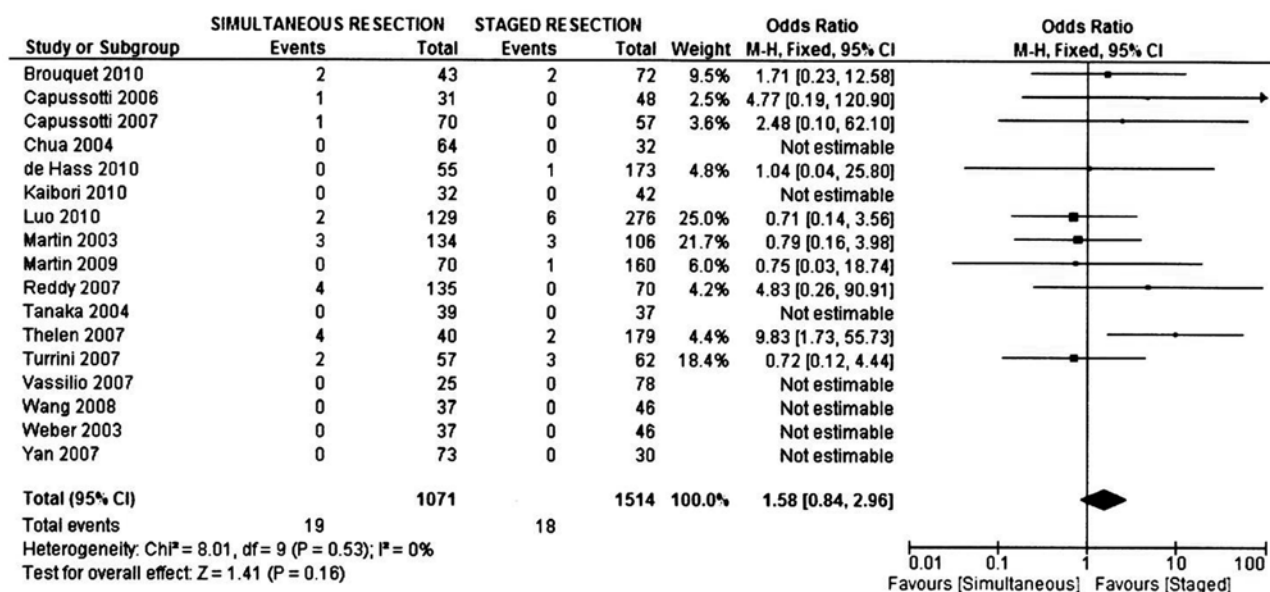 SIMULTANEOUS RESECTION STAGED RESECTION Odds Ratio Odds Ratio
Study or Subgroup Events Total Events Total Weight M-H, Fixed, 95% CI M-H, Fixed, 95% CI
Brouquet 2010 2 43 2 72 9.5% 1.71 [0.23, 12.58]
Capussotti 2006 1 31 0 48 2.5% 4.77 [0.19, 120.90]
Capussotti 2007 1 70 0 57 3.6% 2.48 [0.10, 62.10]
Chua 2004 0 64 0 32 Not estimable
de Hass 2010 0 55 1 173 4.8% 1.04 [0.04, 25.80]
Kaibori 2010 0 32 0 42 Not estimable
Luo 2010 2 129 6 276 25.0% 0.71 [0.14, 3.56]
Martin 2003 3 134 3 106 21.7% 0.79 [0.16, 3.98]
Martin 2009 0 70 1 160 6.0% 0.75 [0.03, 18.74]
Reddy 2007 4 135 0 70 4.2% 4.83 [0.26, 90.91]
Tanaka 2004 0 39 0 37 Not estimable
Thelen 2007 4 40 2 179 4.4% 9.83 [1.73, 55.73]
Turrini 2007 2 57 3 62 18.4% 0.72 [0.12, 4.44]
Vassilio 2007 0 25 0 78 Not estimable
Wang 2008 0 37 0 46 Not estimable
Weber 2003 0 37 0 46 Not estimable
Yan 2007 0 73 0 30 Not estimable
Total (95% CI) 1071 1514 100.0% 1.58 [0.84, 2.96]
Total events 19 18
Heterogeneity: Chi² = 8.01, df = 9 (P = 0.53); I² = 0%
Test for overall effect: Z = 1.41 (P = 0.16)
0.01 0.1 1 10 100
Favours [Simultaneous] Favours [Staged]